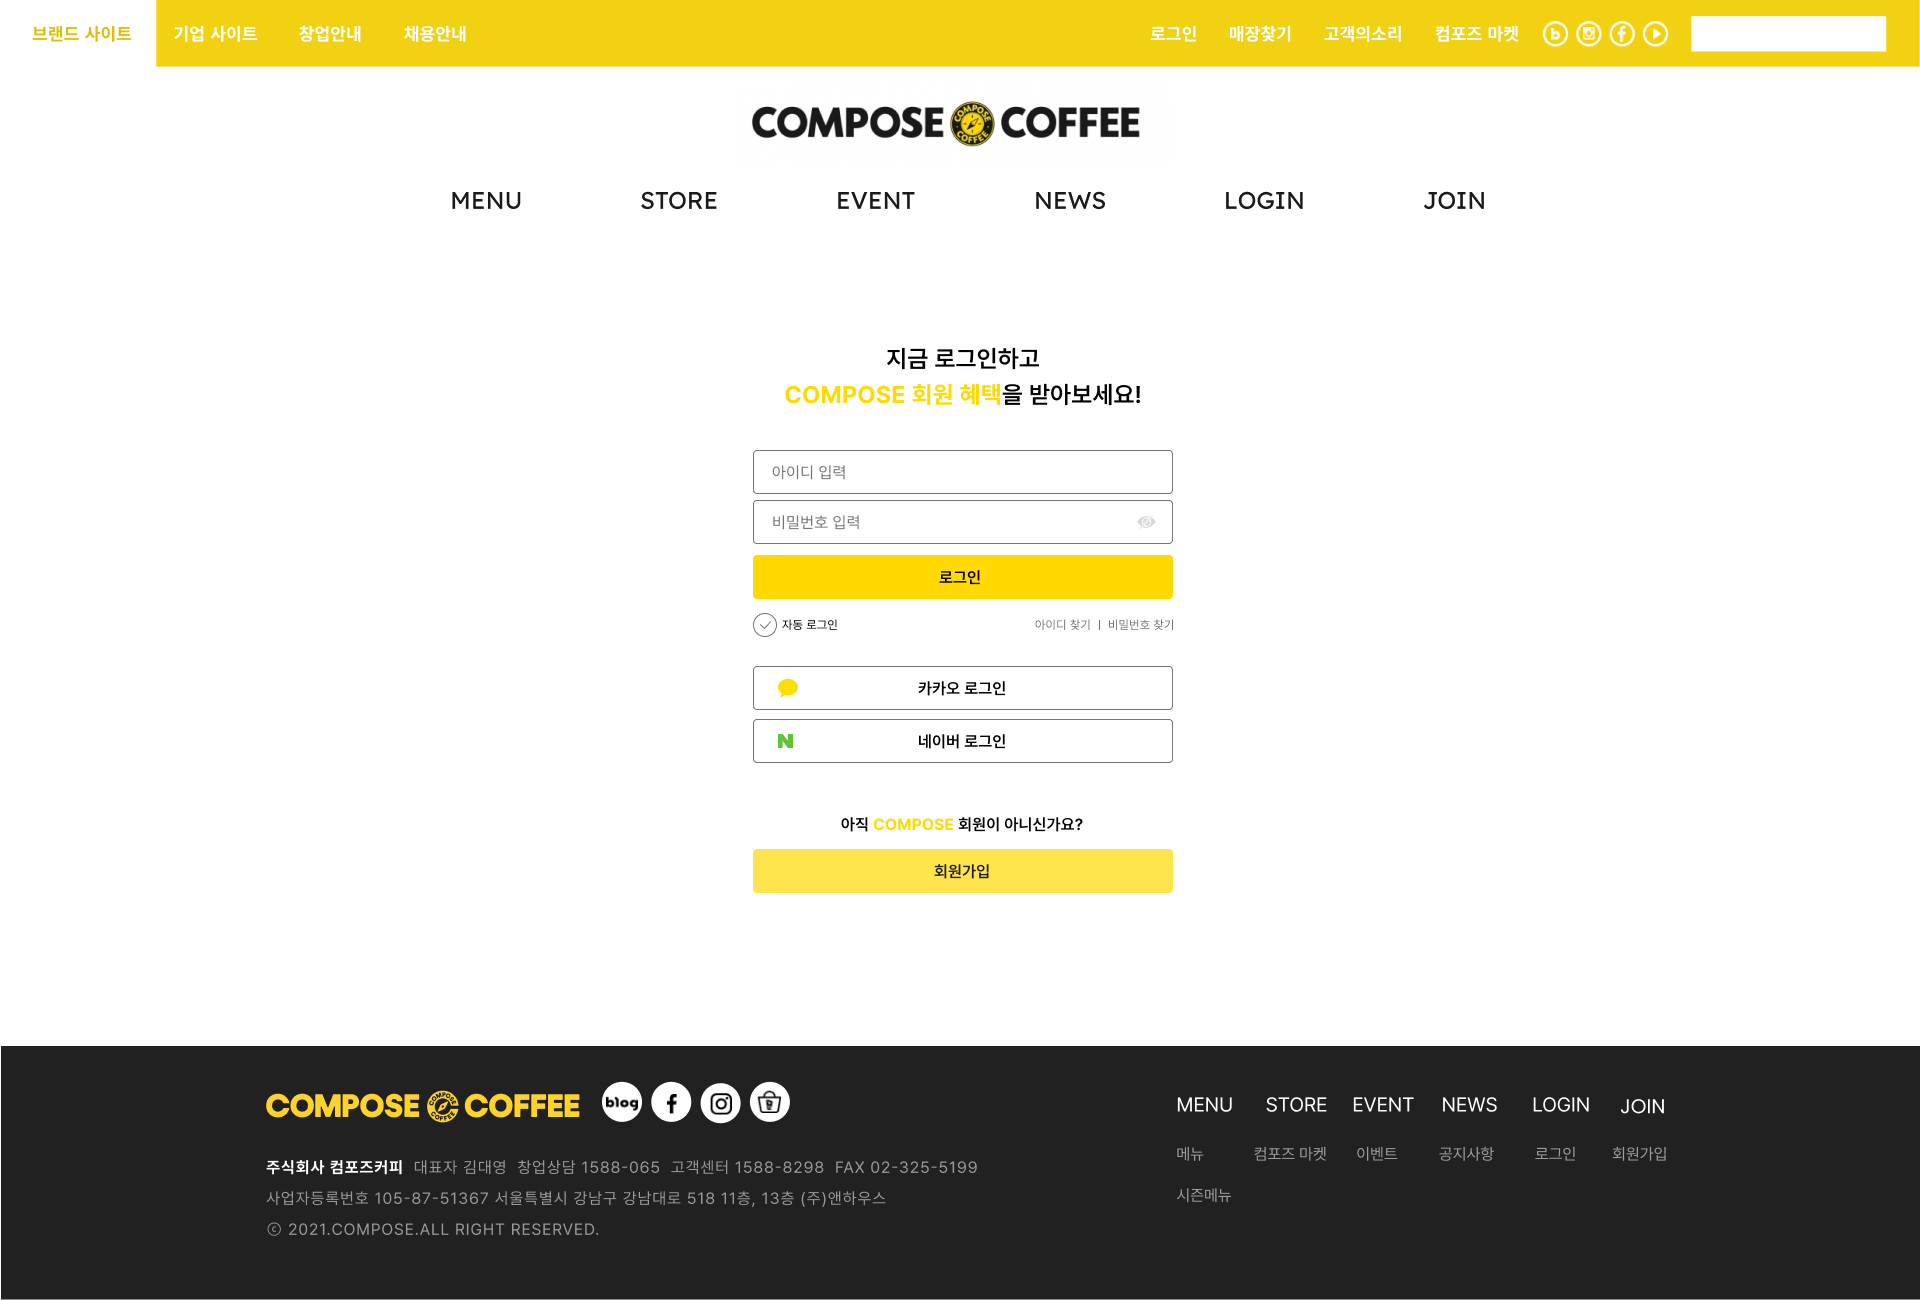 브랜드 사이트 기업 사이트 창업안내 채용안내 로그인 매장찾기 고객의소리 컴포즈 마켓
COMPOSE COMPOSE COFFEE COFFEE
MENU STORE EVENT NEWS LOGIN JOIN
지금 로그인하고
COMPOSE 회원 혜택을 받아보세요!
아이디 입력
비밀번호 입력
로그인
자동 로그인 아이디 찾기 | 비밀번호 찾기
카카오 로그인
N 네이버 로그인
아직 COMPOSE 회원이 아니신가요?
회원가입
COMPOSE COMPOSE COFFEE COFFEE blog
MENU STORE EVENT NEWS LOGIN JOIN
메뉴 컴포즈 마켓 이벤트 공지사항 로그인 회원가입
시즌메뉴
주식회사 컴포즈커피 대표자 김대영 창업상담 1588-065 고객센터 1588-8298 FAX 02-325-5199
사업자등록번호 105-87-51367 서울특별시 강남구 강남대로 518 11층, 13층 (주)앤하우스
ⓒ 2021.COMPOSE.ALL RIGHT RESERVED.